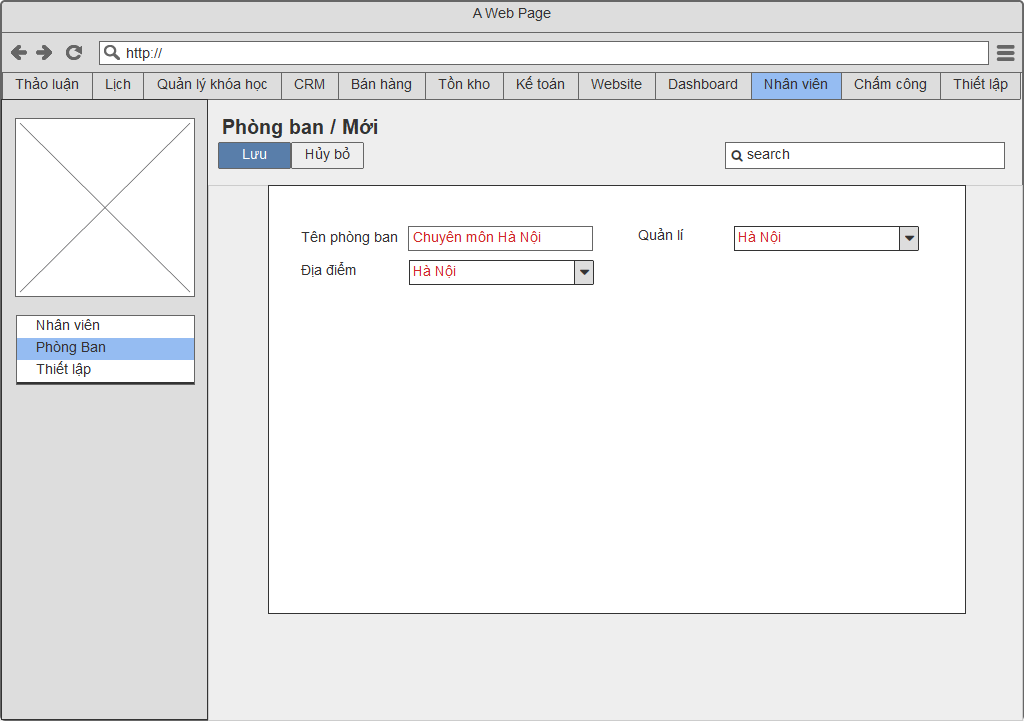 A Web Page
http://
Thảo luận Lịch Quản lý khóa học CRM Bán hàng Tồn kho Kế toán Website Dashboard Nhân viên Chấm công Thiết lập
Phòng ban / Mới
Lưu Hủy bỏ search
Tên phòng ban Chuyên môn Hà Nội Quản lí Hà Nội
Địa điểm Hà Nội
Nhân viên
Phòng Ban
Thiết lập